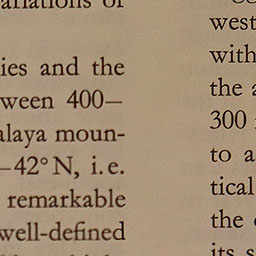 ariations of
ies and the
ween 400—
alaya moun-
—42° N, i.e.
remarkable
well-defined
west
with
the
300
to a
tical
the
its s